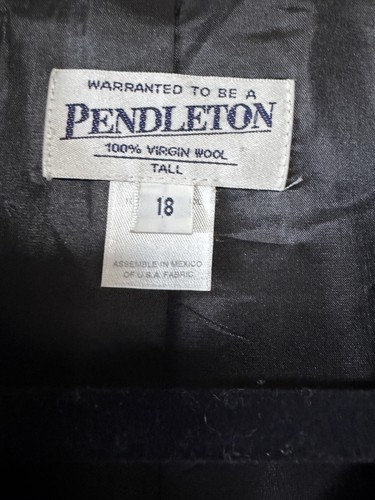 WARRANTED TO BE A
PENDLETON
100% VIRGIN WOOL
TALL
18
ASSEMBLE IN MEXICO
OF U.S.A. FABRIC